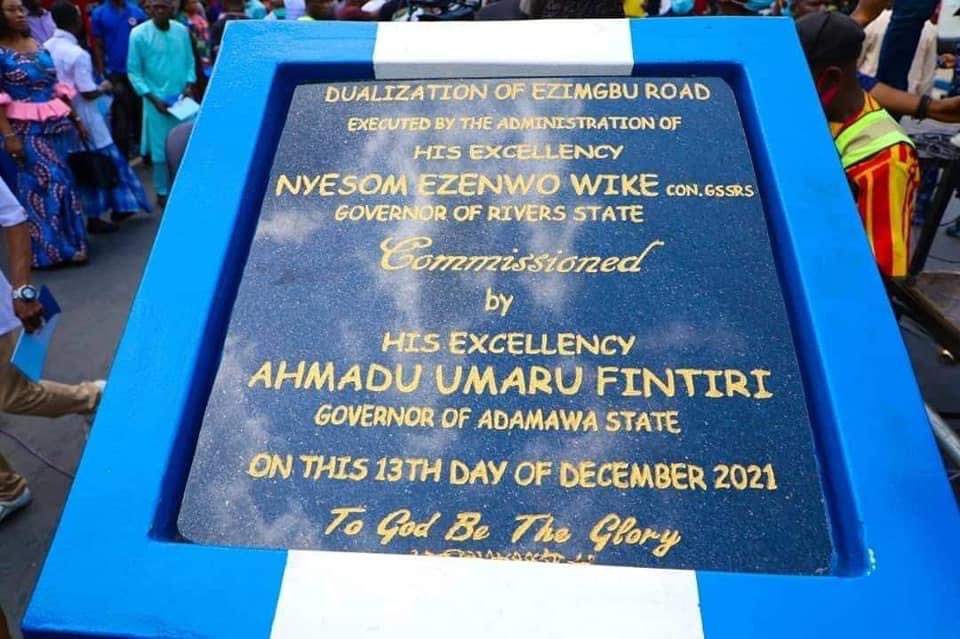 DUALIZATION OF EZIMGBU ROAD
EXECUTED BY THE ADMINISTRATION OF
HIS EXCELLENCY
NYESOM EZENWO WIKE CON, GSSRS
GOVERNOR OF RIVERS STATE
Commissioned
by
HIS EXCELLENCY
AHMADU UMARU FINTIRI
GOVERNOR OF ADAMAWA STATE
ON THIS 13TH DAY OF DECEMBER 2021
To God Be The Glory